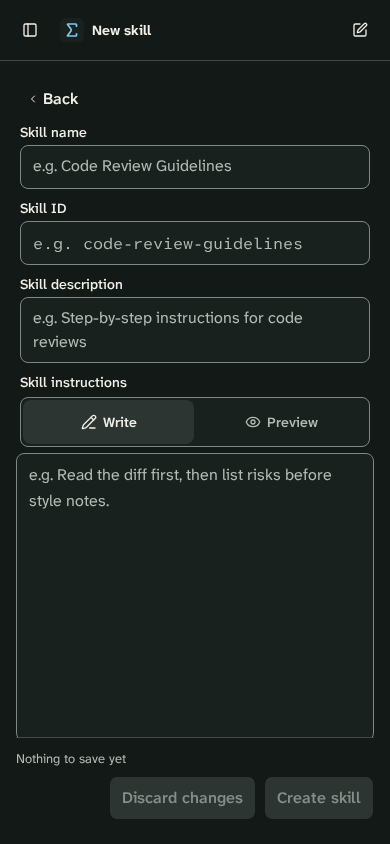 New skill
Back
Skill name
e.g. Code Review Guidelines
Skill ID
e.g. code-review-guidelines
Skill description
e.g. Step-by-step instructions for code
reviews
Skill instructions
Write
Preview
e.g. Read the diff first, then list risks before
style notes.
Nothing to save yet
Discard changes
Create skill